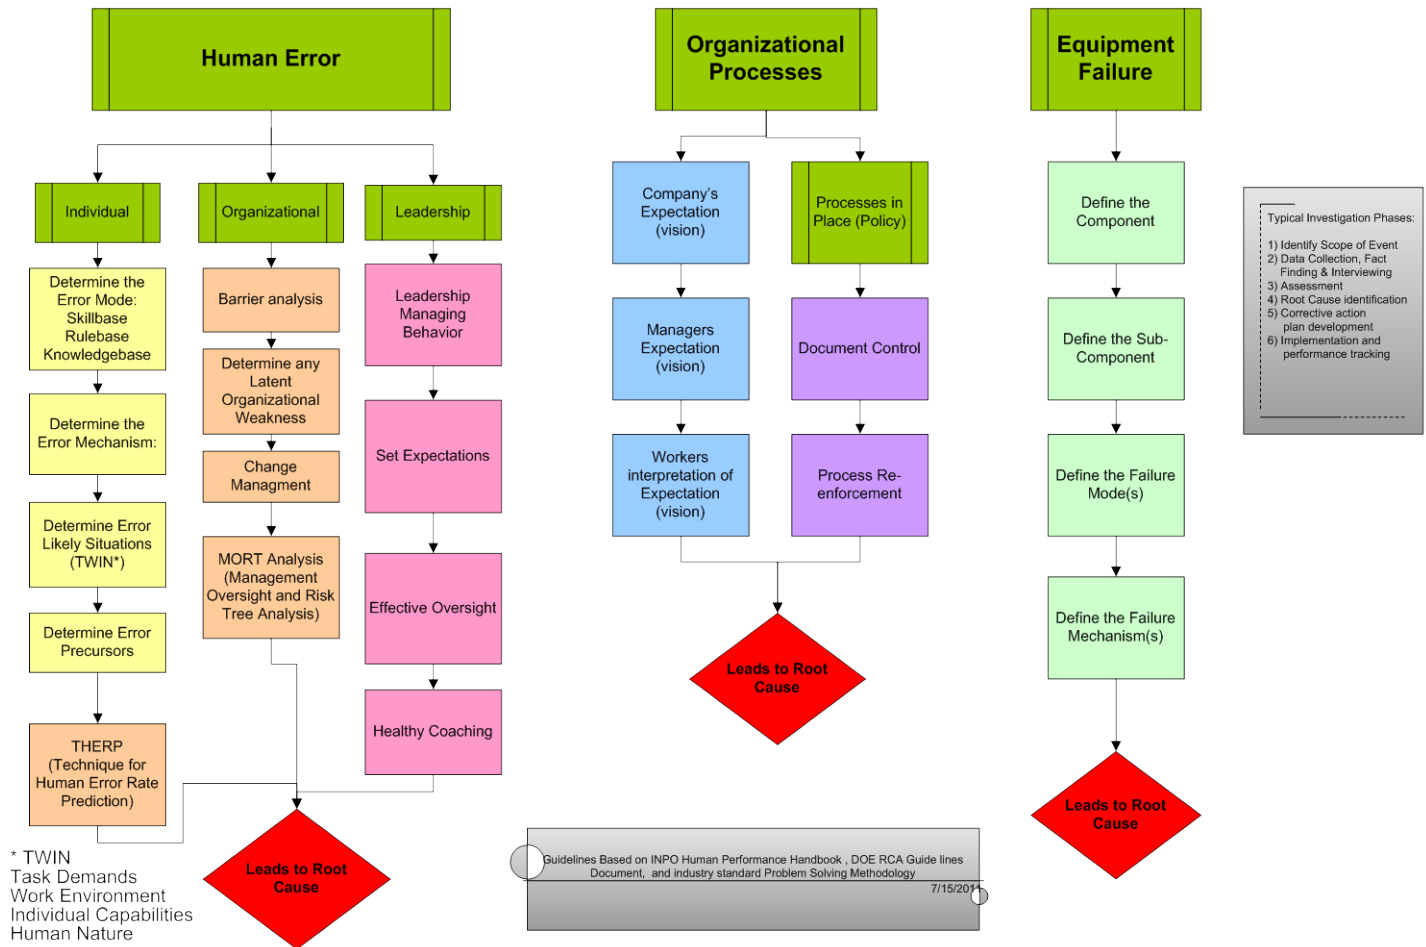 Human Error
Organizational
Processes
Equipment
Failure
Individual
Organizational
Leadership
Determine the
Error Mode:
Skillbase
Rulebase
Knowledgebase
Determine the
Error Mechanism:
Determine Error
Likely Situations
(TWIN*)
Determine Error
Precursors
THERP
(Technique for
Human Error Rate
Prediction)
Barrier analysis
Determine any
Latent
Organizational
Weakness
Change
Managment
MORT Analysis
(Management
Oversight and Risk
Tree Analysis)
Leadership
Managing
Behavior
Set Expectations
Effective Oversight
Healthy Coaching
Leads to Root
Cause
Company's
Expectation
(vision)
Managers
Expectation
(vision)
Workers
interpretation of
Expectation
(vision)
Processes in
Place (Policy)
Document Control
Process Re-
enforcement
Leads to Root
Cause
Define the
Component
Define the Sub-
Component
Define the Failure
Mode(s)
Define the Failure
Mechanism(s)
Leads to Root
Cause
Typical Investigation Phases:
1) Identify Scope of Event
2) Data Collection, Fact
Finding & Interviewing
3) Assessment
4) Root Cause identification
5) Corrective action
plan development
6) Implementation and
performance tracking
* TWIN
Task Demands
Work Environment
Individual Capabilities
Human Nature
Guidelines Based on INPO Human Performance Handbook , DOE RCA Guide lines
Document, and industry standard Problem Solving Methodology
7/15/2011